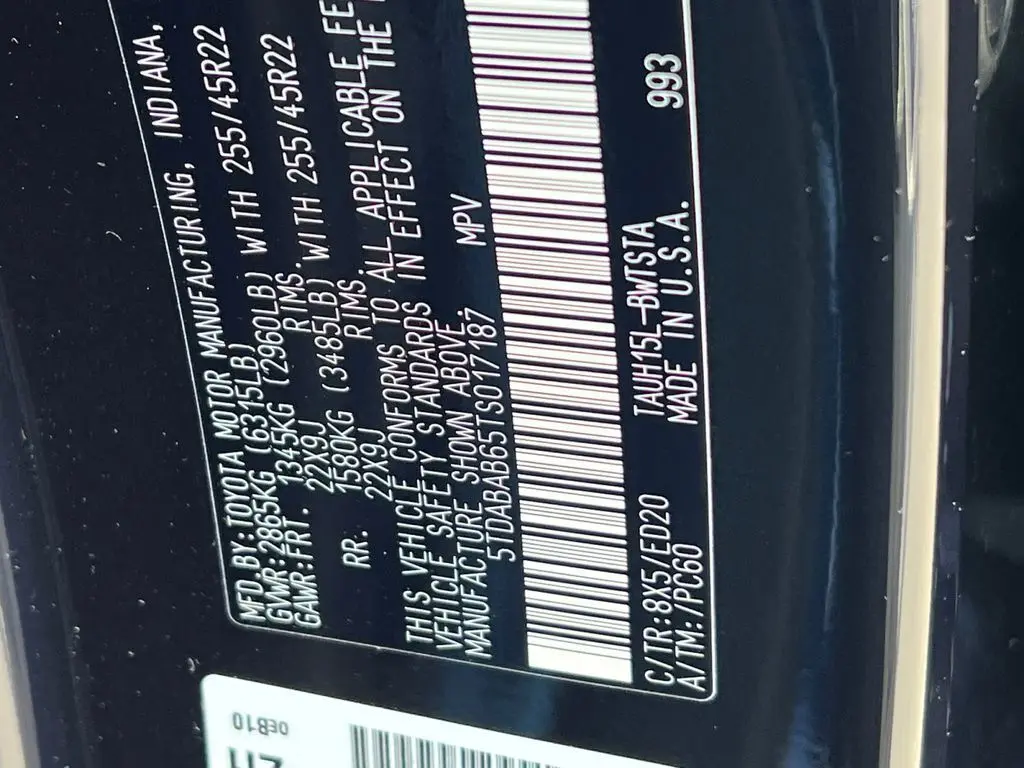 MFD.BY:TOYOTA MOTOR MANUFACTURING, INDIANA,
GVWR:2865KG (6315LB)
GAWR:FRT. 1345KG (2960LB) WITH 255/45R22
22X9J RIMS.
RR. 1580KG (3485LB) WITH 255/45R22
22X9J RIMS.
THIS VEHICLE CONFORMS TO ALL APPLICABLE FE
VEHICLE SAFETY STANDARDS IN EFFECT ON THE
MANUFACTURE SHOWN ABOVE.
5TDABAB65TS017187 MPV
C/TR:8X5/ED20 TAUH15L-BWTSTA 993
A/TM:/PC60 MADE IN U.S.A.
0EB10